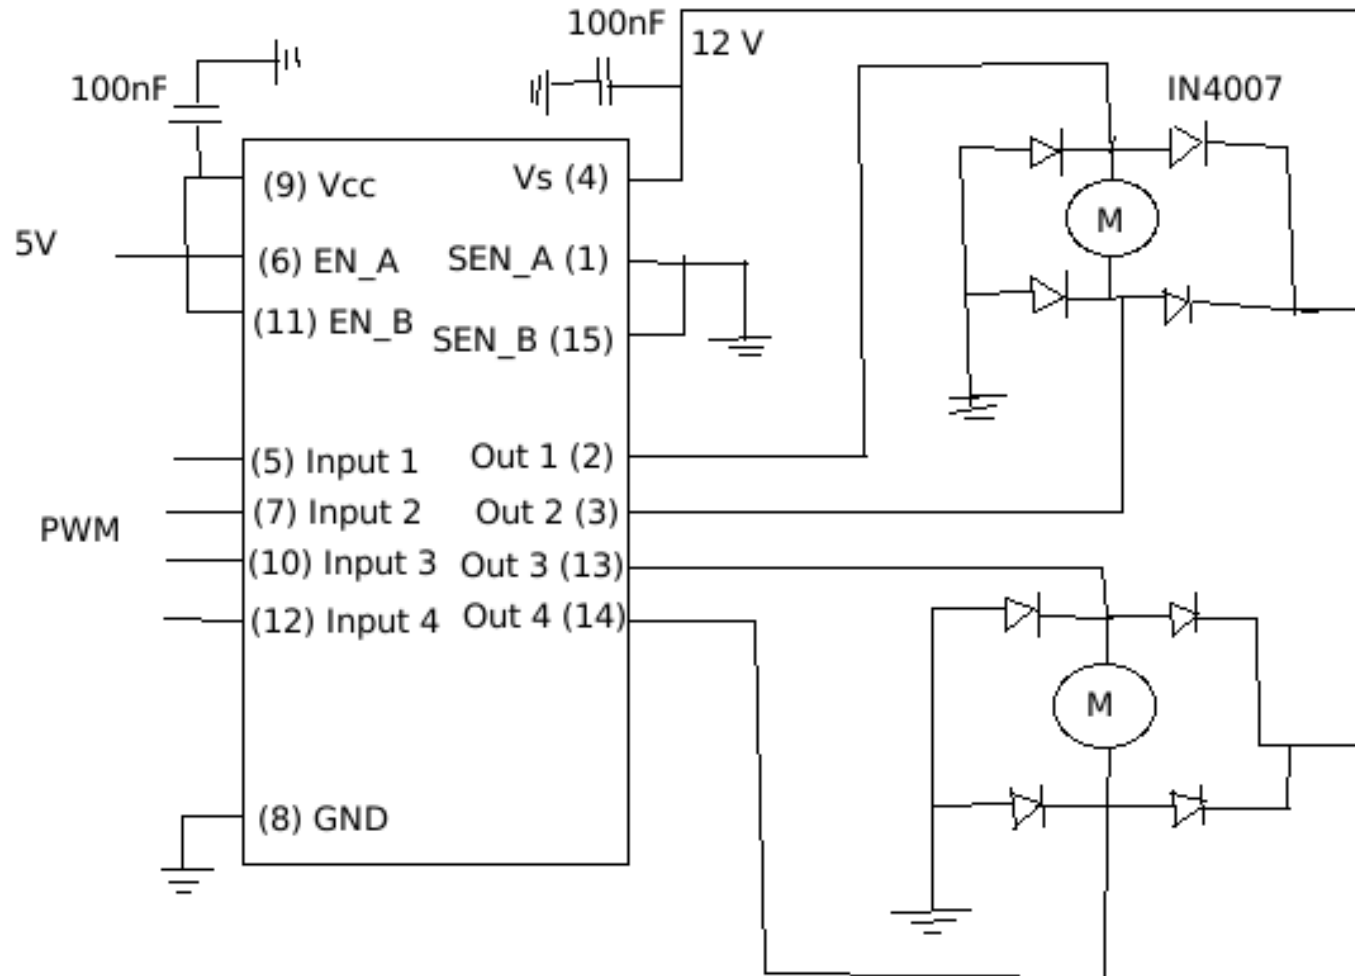 100nF
12 V
100nF
IN4007
(9) Vcc
Vs (4)
M
5V
(6) EN_A
SEN_A (1)
(11) EN_B
SEN_B (15)
(5) Input 1
Out 1 (2)
(7) Input 2
Out 2 (3)
PWM
(10) Input 3
Out 3 (13)
(12) Input 4
Out 4 (14)
M
(8) GND